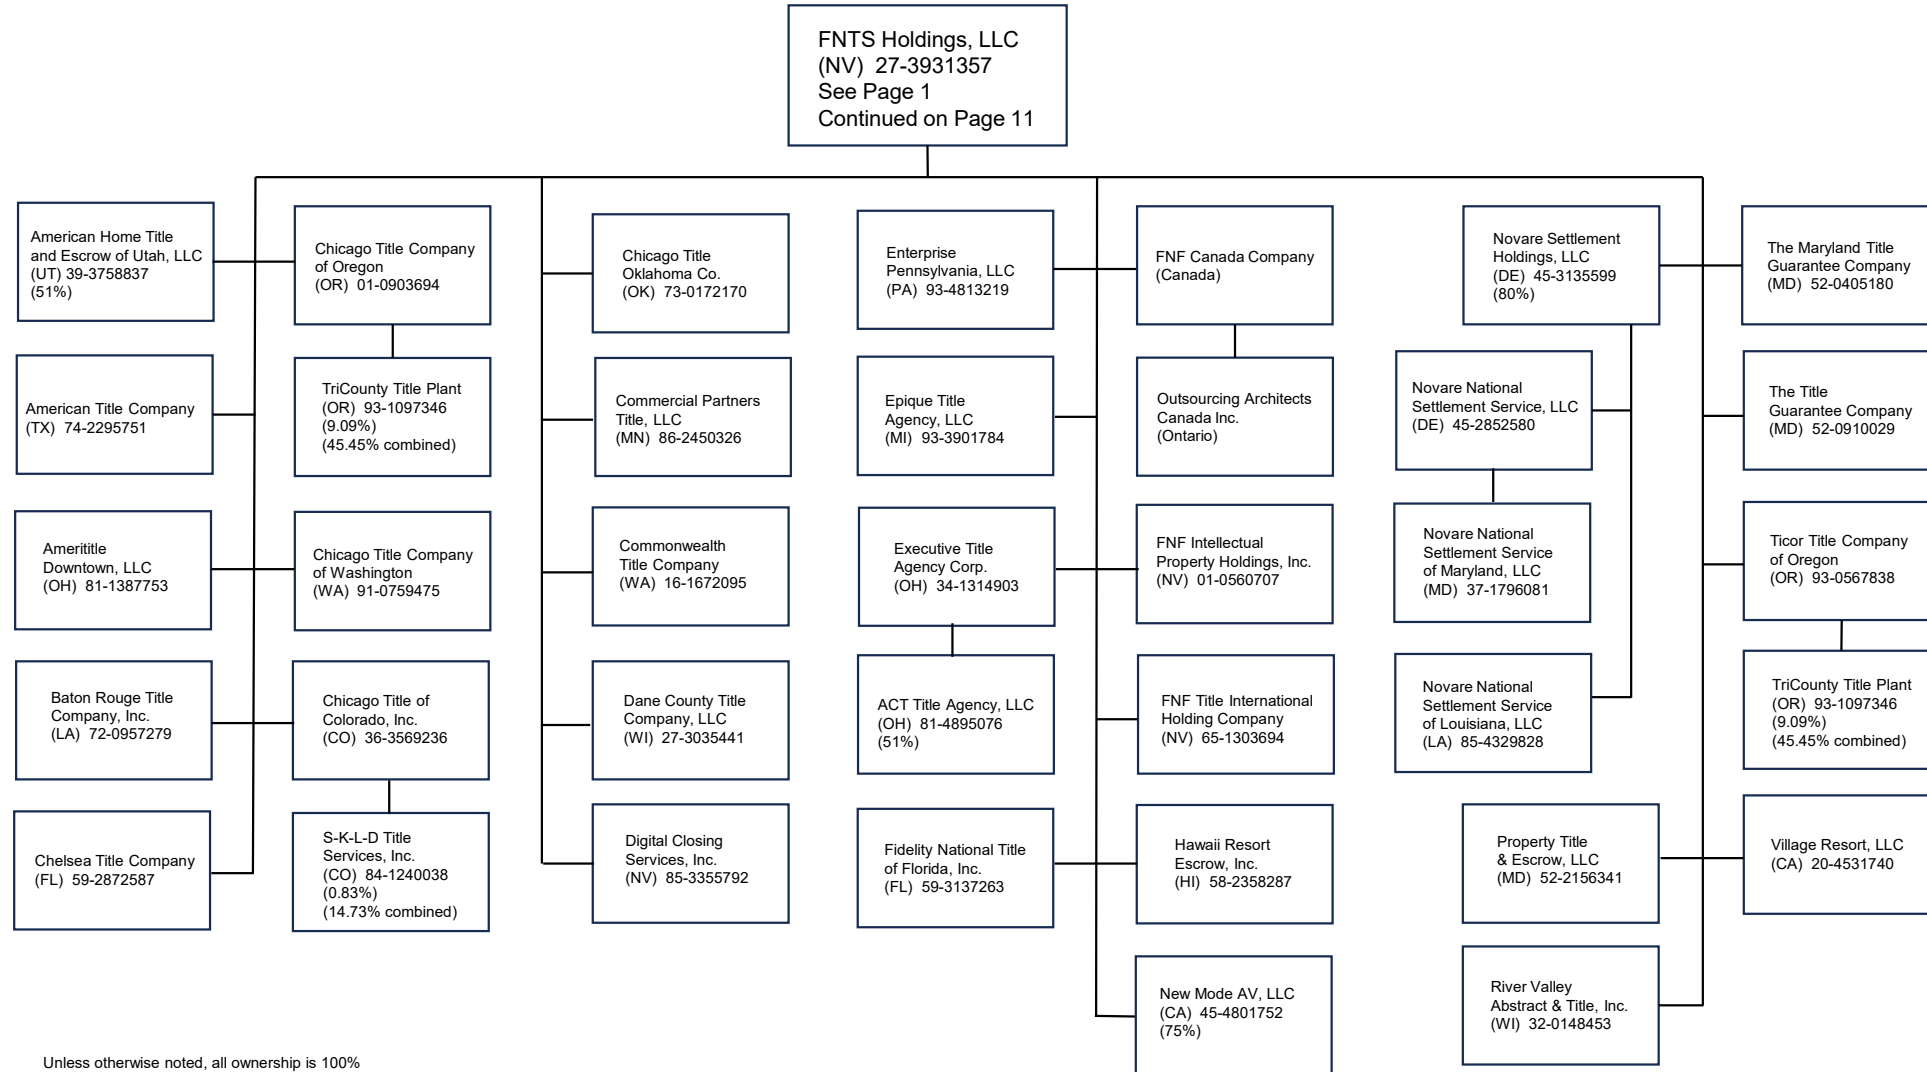 FNTS Holdings, LLC
(NV) 27-3931357
See Page 1
Continued on Page 11
American Home Title
and Escrow of Utah, LLC
(UT) 39-3758837
(51%)
American Title Company
(TX) 74-2295751
Amerititle
Downtown, LLC
(OH) 81-1387753
Baton Rouge Title
Company, Inc.
(LA) 72-0957279
Chelsea Title Company
(FL) 59-2872587
Chicago Title Company
of Oregon
(OR) 01-0903694
TriCounty Title Plant
(OR) 93-1097346
(9.09%)
(45.45% combined)
Chicago Title Company
of Washington
(WA) 91-0759475
Chicago Title of
Colorado, Inc.
(CO) 36-3569236
S-K-L-D Title
Services, Inc.
(CO) 84-1240038
(0.83%)
(14.73% combined)
Chicago Title
Oklahoma Co.
(OK) 73-0172170
Commercial Partners
Title, LLC
(MN) 86-2450326
Commonwealth
Title Company
(WA) 16-1672095
Dane County Title
Company, LLC
(WI) 27-3035441
Digital Closing
Services, Inc.
(NV) 85-3355792
Enterprise
Pennsylvania, LLC
(PA) 93-4813219
Epique Title
Agency, LLC
(MI) 93-3901784
Executive Title
Agency Corp.
(OH) 34-1314903
ACT Title Agency, LLC
(OH) 81-4895076
(51%)
Fidelity National Title
of Florida, Inc.
(FL) 59-3137263
FNF Canada Company
(Canada)
Outsourcing Architects
Canada Inc.
(Ontario)
FNF Intellectual
Property Holdings, Inc.
(NV) 01-0560707
FNF Title International
Holding Company
(NV) 65-1303694
Hawaii Resort
Escrow, Inc.
(HI) 58-2358287
New Mode AV, LLC
(CA) 45-4801752
(75%)
Novare Settlement
Holdings, LLC
(DE) 45-3135599
(80%)
Novare National
Settlement Service, LLC
(DE) 45-2852580
Novare National
Settlement Service
of Maryland, LLC
(MD) 37-1796081
Novare National
Settlement Service
of Louisiana, LLC
(LA) 85-4329828
Property Title
& Escrow, LLC
(MD) 52-2156341
River Valley
Abstract & Title, Inc.
(WI) 32-0148453
The Maryland Title
Guarantee Company
(MD) 52-0405180
The Title
Guarantee Company
(MD) 52-0910029
Ticor Title Company
of Oregon
(OR) 93-0567838
TriCounty Title Plant
(OR) 93-1097346
(9.09%)
(45.45% combined)
Village Resort, LLC
(CA) 20-4531740
Unless otherwise noted, all ownership is 100%